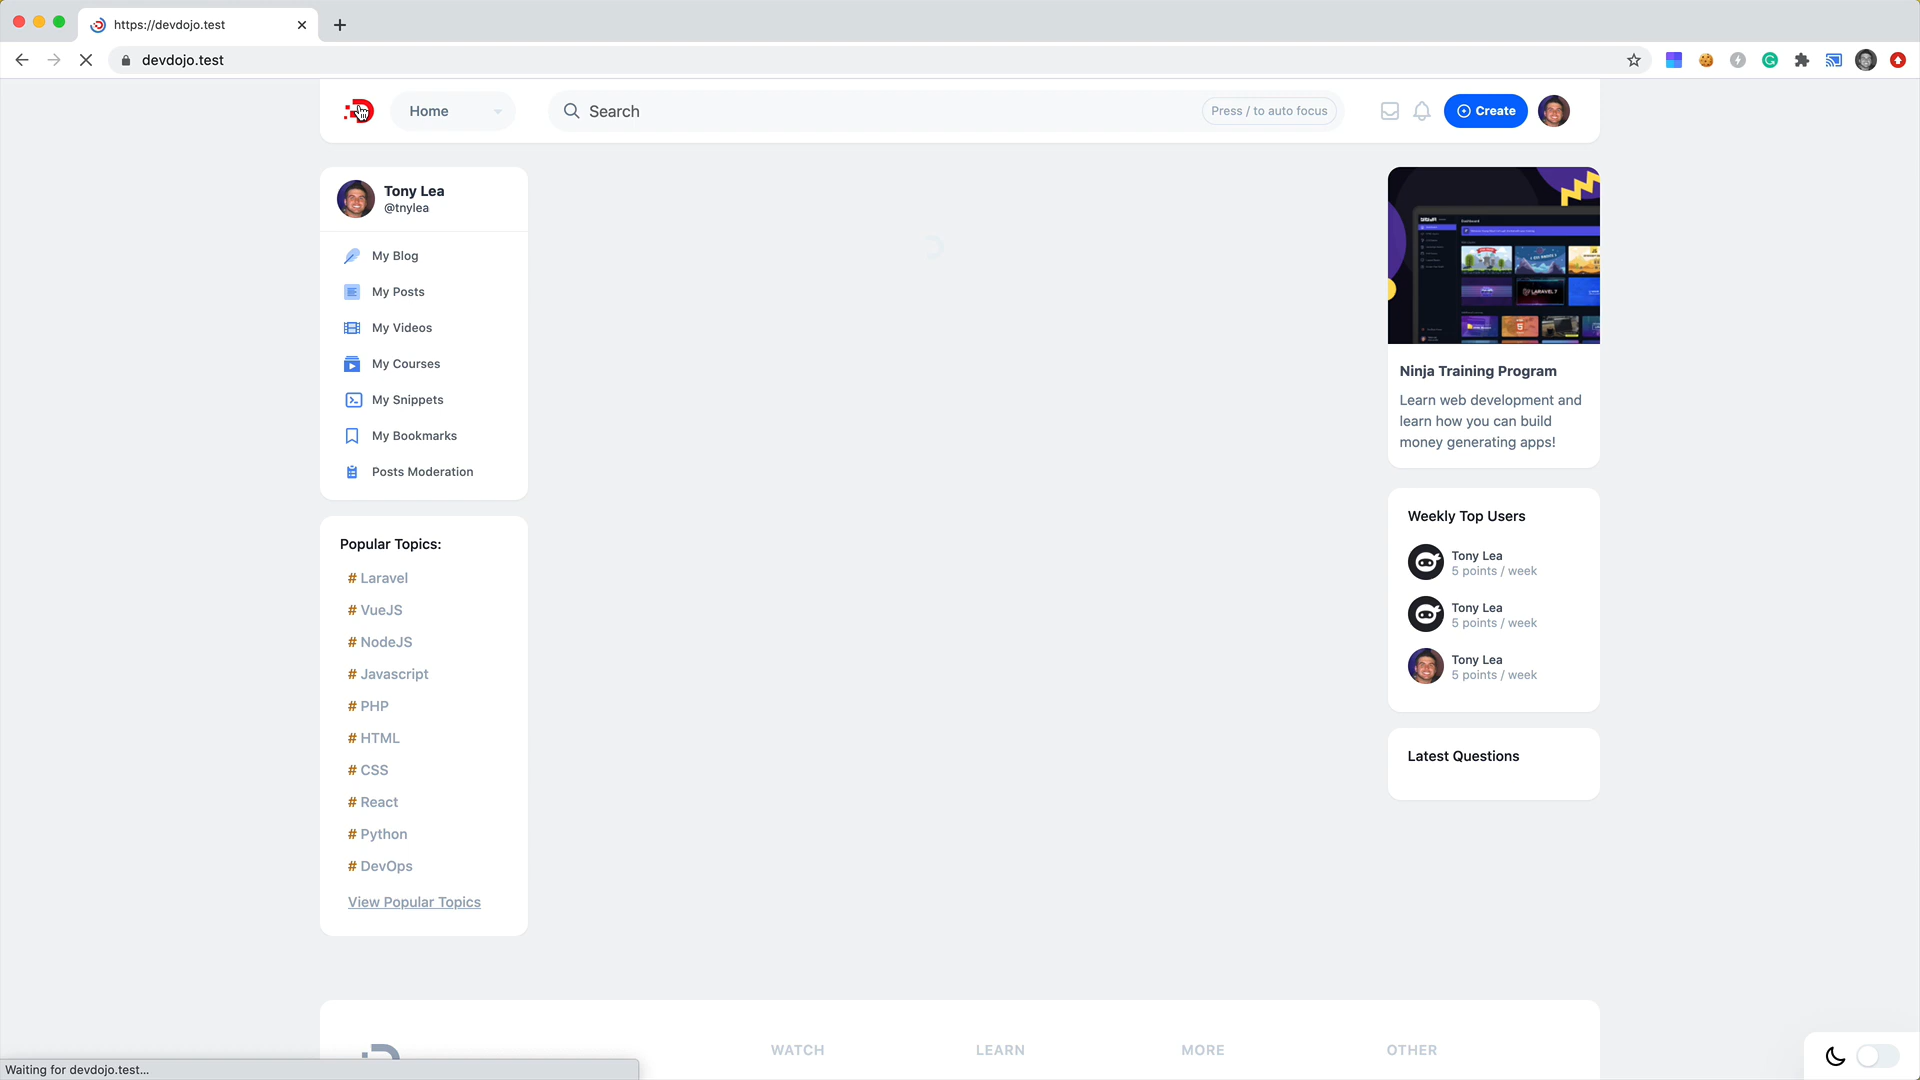 https://devdojo.test
devdojo.test
Home
Search
Press / to auto focus
Create
Tony Lea
@tnylea
My Blog
My Posts
My Videos
My Courses
My Snippets
My Bookmarks
Posts Moderation
Popular Topics:
# Laravel
# VueJS
# NodeJS
# Javascript
# PHP
# HTML
# CSS
# React
# Python
# DevOps
View Popular Topics
LARAVEL 7
Ninja Training Program
Learn web development and
learn how you can build
money generating apps!
Weekly Top Users
Tony Lea
5 points / week
Tony Lea
5 points / week
Tony Lea
5 points / week
Latest Questions
WATCH
LEARN
MORE
OTHER
Waiting for devdojo.test...